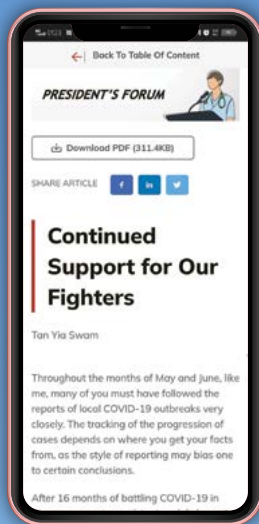 Back To Table Of Content
PRESIDENT'S FORUM
Download PDF (311.4KB)
SHARE ARTICLE
Continued
Support for Our
Fighters
Tan Yia Swam
Throughout the months of May and June, like
me, many of you must have followed the
reports of local COVID-19 outbreaks very
closely. The tracking of the progression of
cases depends on where you get your facts
from, as the style of reporting may bias one
to certain conclusions.
After 16 months of battling COVID-19 in